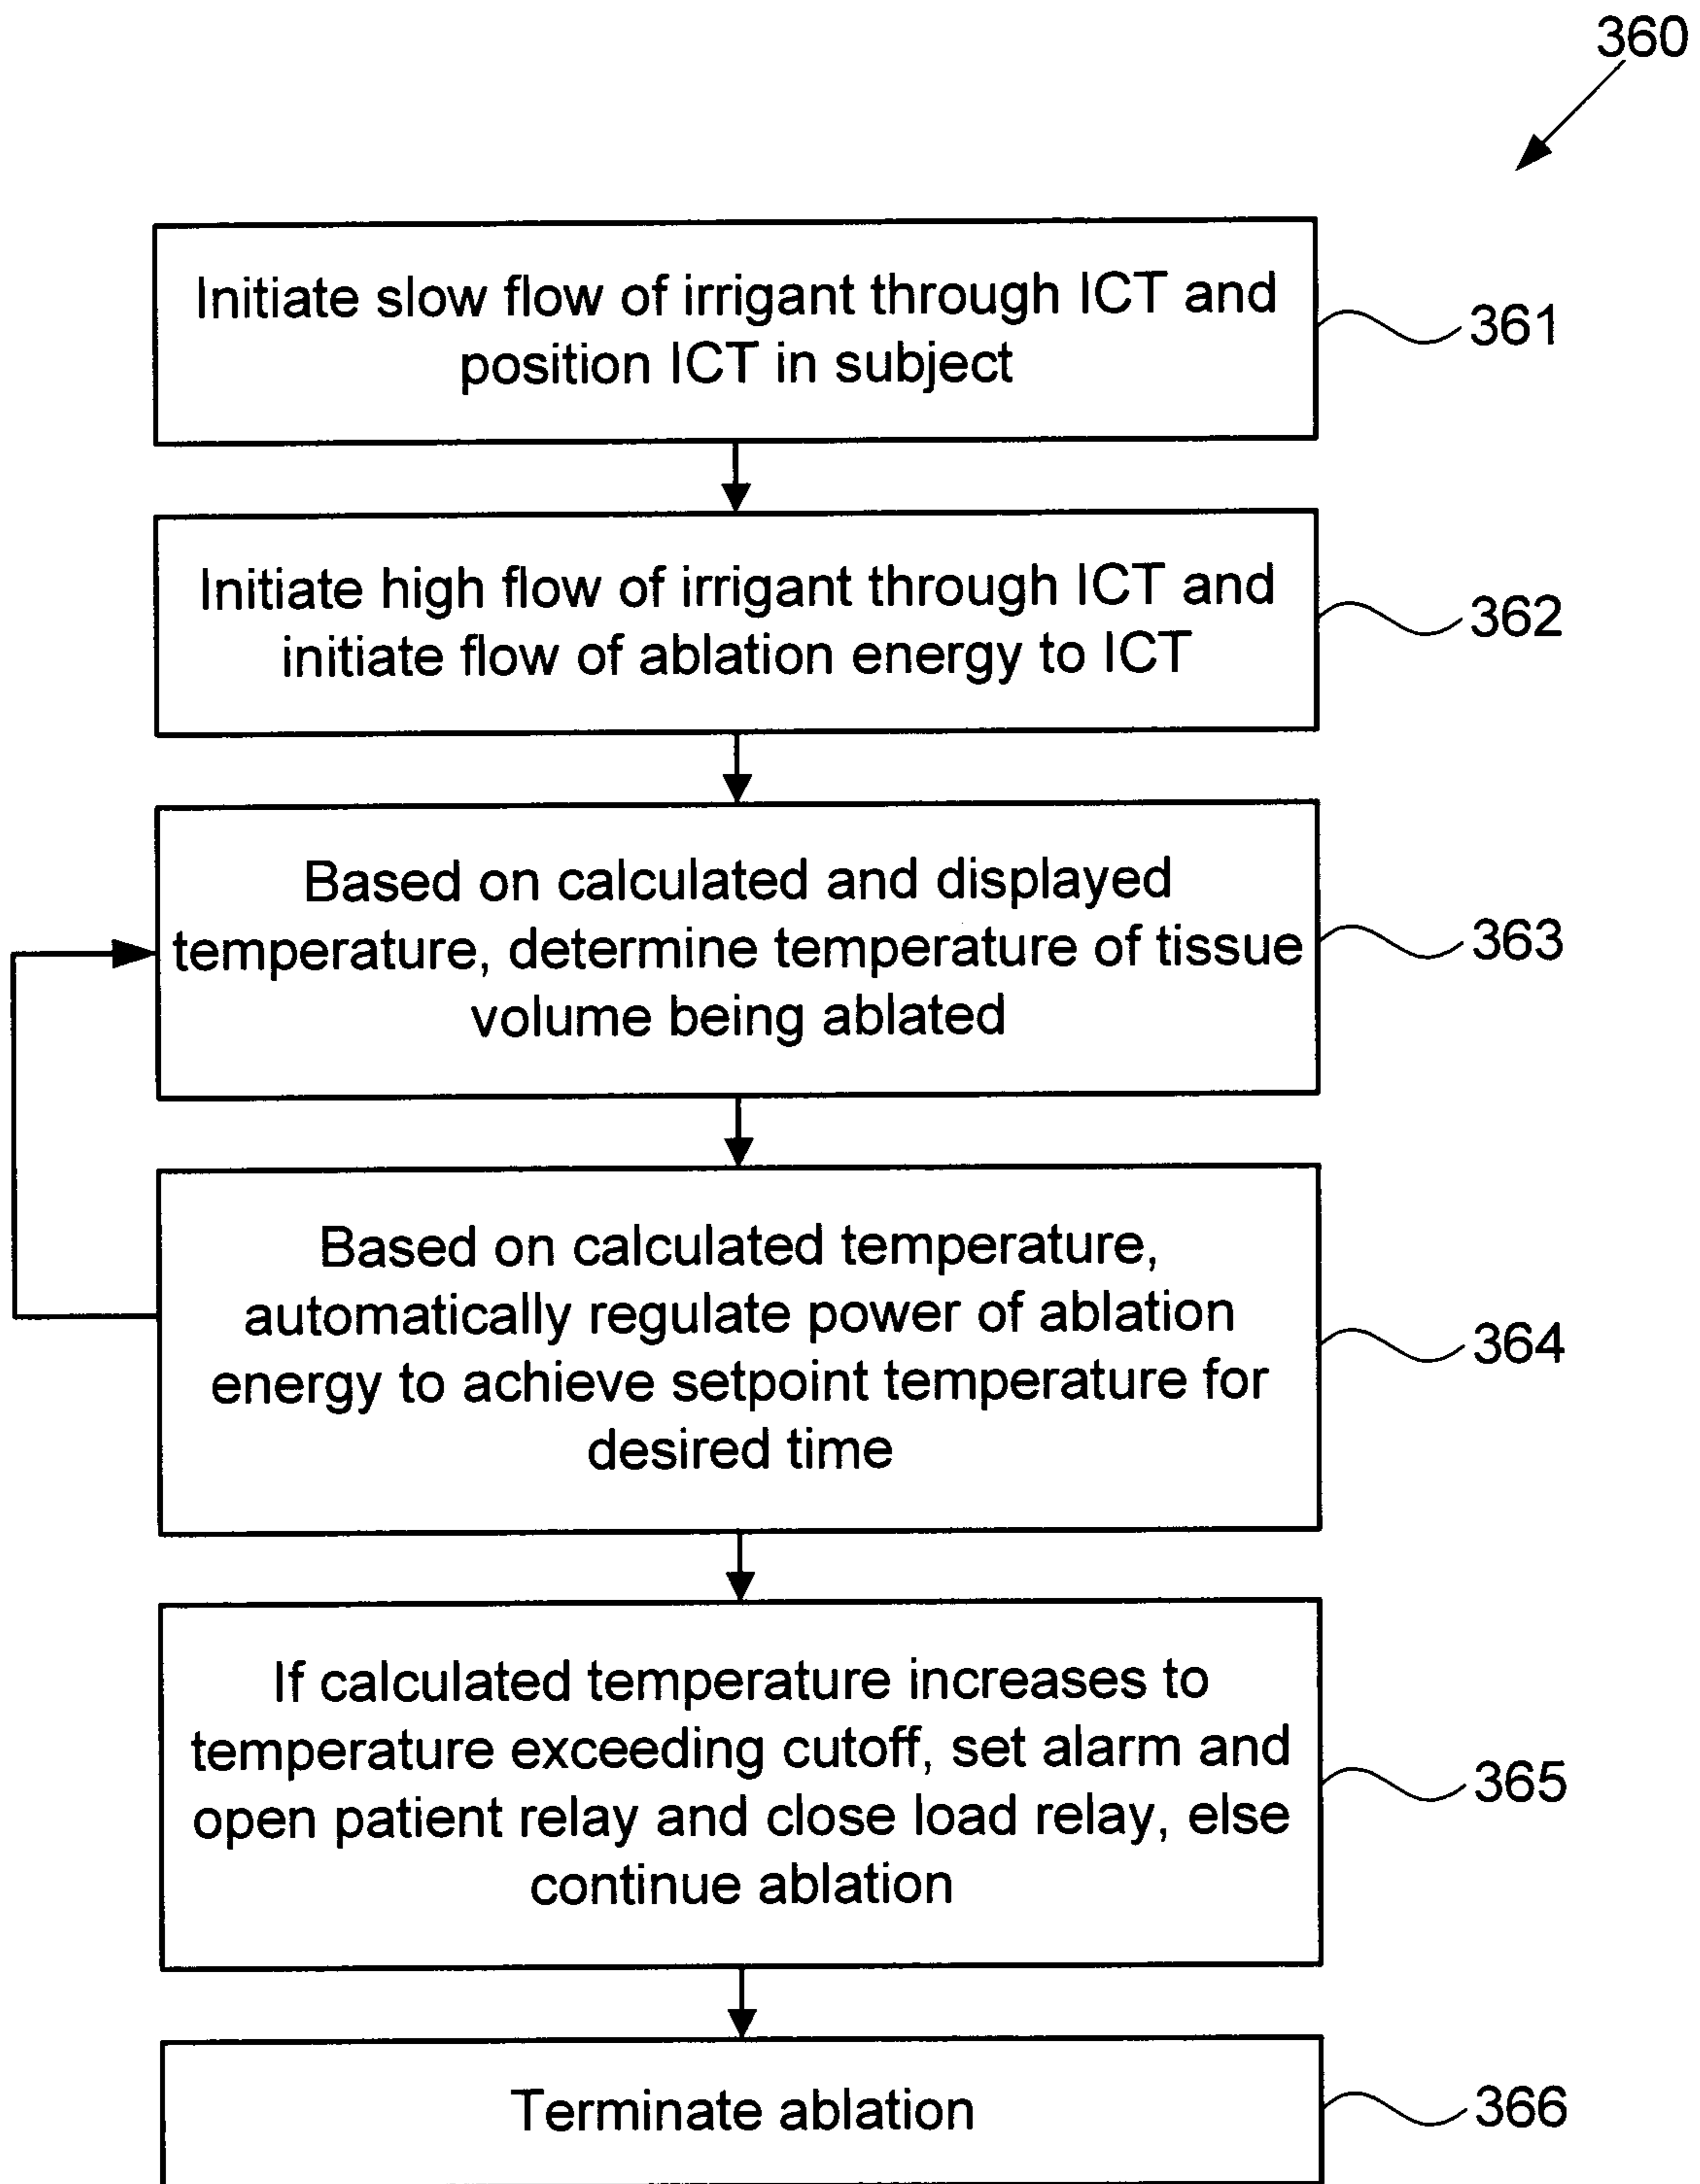 360
Initiate slow flow of irrigant through ICT and
position ICT in subject
361
Initiate high flow of irrigant through ICT and
initiate flow of ablation energy to ICT
362
Based on calculated and displayed
temperature, determine temperature of tissue
volume being ablated
363
Based on calculated temperature,
automatically regulate power of ablation
energy to achieve setpoint temperature for
desired time
364
If calculated temperature increases to
temperature exceeding cutoff, set alarm and
open patient relay and close load relay, else
continue ablation
365
Terminate ablation
366